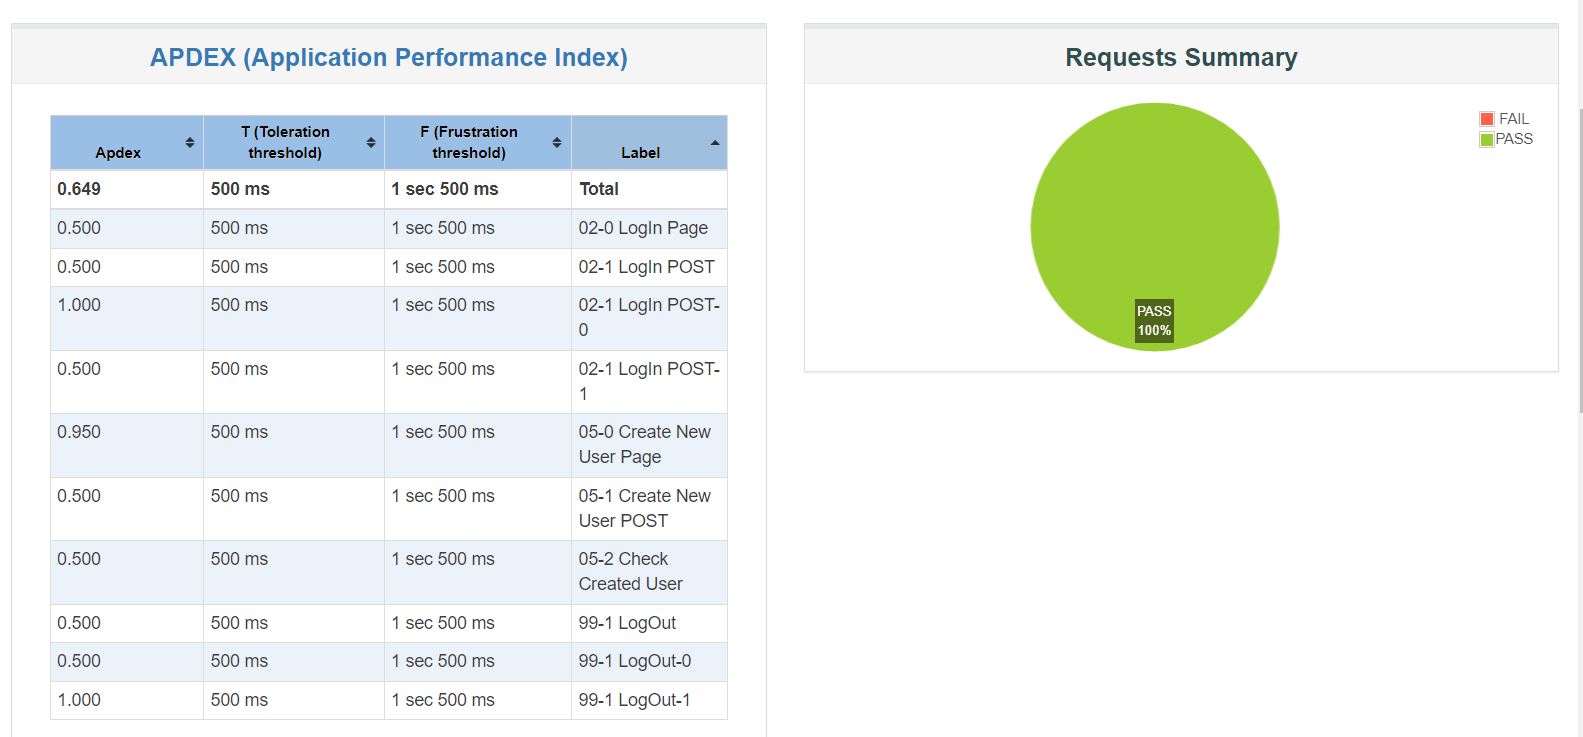 APDEX (Application Performance Index)
Apdex T (Toleration threshold) F (Frustration threshold) Label
0.649 500 ms 1 sec 500 ms Total
0.500 500 ms 1 sec 500 ms 02-0 LogIn Page
0.500 500 ms 1 sec 500 ms 02-1 LogIn POST
1.000 500 ms 1 sec 500 ms 02-1 LogIn POST-
0
0.500 500 ms 1 sec 500 ms 02-1 LogIn POST-
1
0.950 500 ms 1 sec 500 ms 05-0 Create New
User Page
0.500 500 ms 1 sec 500 ms 05-1 Create New
User POST
0.500 500 ms 1 sec 500 ms 05-2 Check
Created User
0.500 500 ms 1 sec 500 ms 99-1 LogOut
0.500 500 ms 1 sec 500 ms 99-1 LogOut-0
1.000 500 ms 1 sec 500 ms 99-1 LogOut-1
Requests Summary
FAIL
PASS
PASS
100%